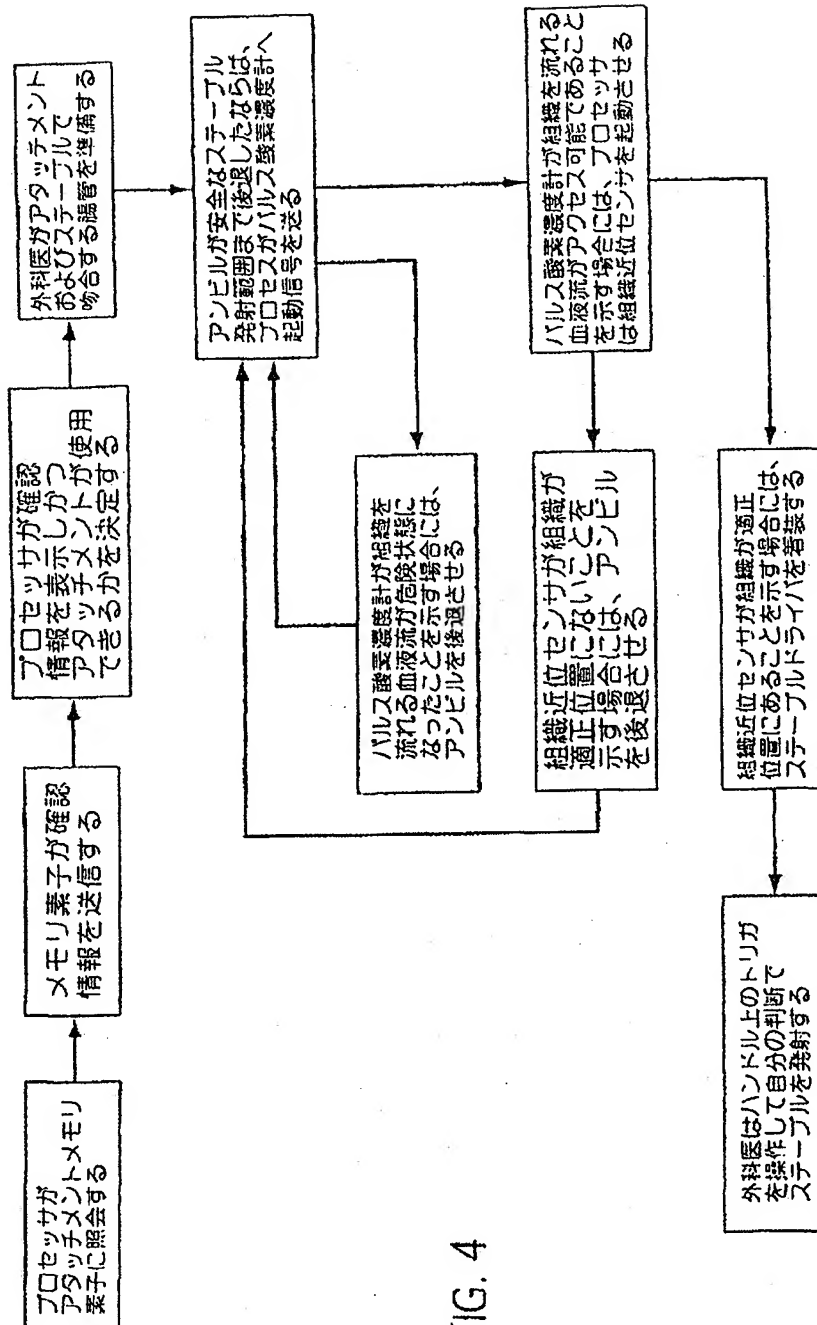 プロセッサが
アタッチメントメモリ
素子に照会する
メモリ素子が確認
情報を送信する
プロセッサが確認
情報を表示しかつ
アタッチメントが使用
できるかを決定する
外科医がアタッチメント
およびステープルで
吻合する腸管を準備する
アンビルが安全なステープル
発射範囲まで後退したならば、
プロセスがパルス酸素濃度計へ
起動信号を送る
パルス酸素濃度計が組織を
流れる血液流が危険状態に
なったことを示す場合には、
アンビルを後退させる
パルス酸素濃度計が組織を流れる
血液流がアクセス可能であること
を示す場合には、プロセッサ
は組織近位センサを起動させる
組織近位センサが組織が
適正位置にないことを
示す場合には、アンビル
を後退させる
組織近位センサが組織が適正
位置にあることを示す場合には、
ステープルドライバを着装する
外科医はハンドル上のトリガ
を操作して自分の判断で
ステープルを発射する
FIG. 4